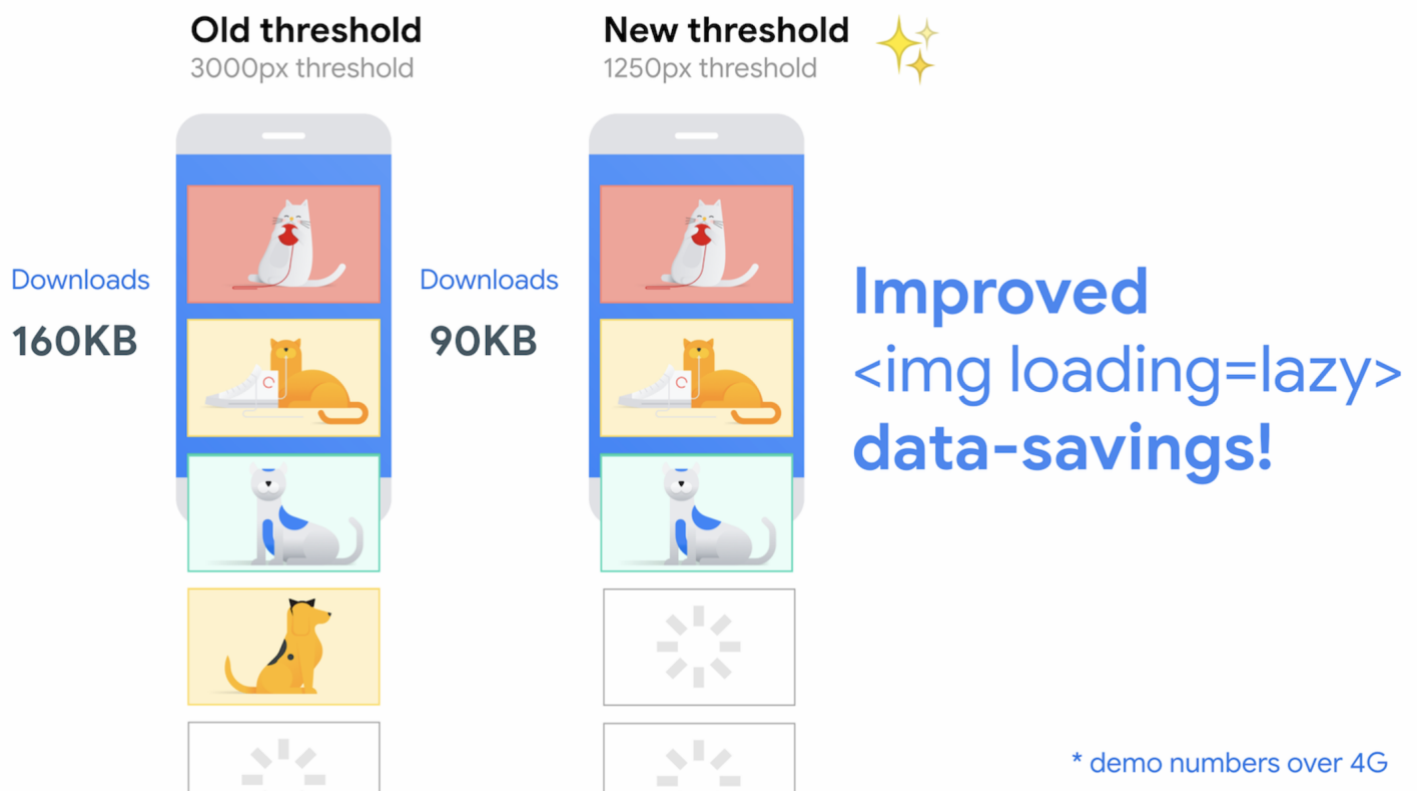 Old threshold
3000px threshold
New threshold
1250px threshold
Downloads
160KB
Downloads
90KB
Improved
<img loading=lazy>
data-savings!
* demo numbers over 4G